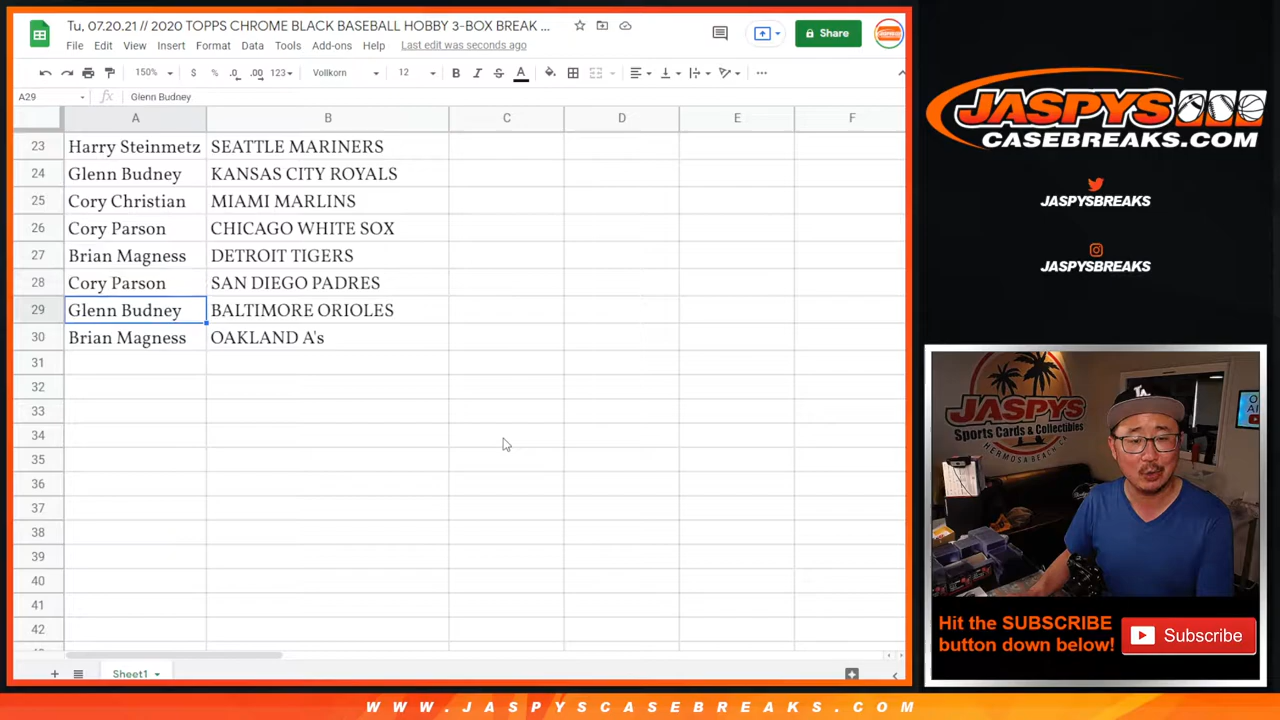 Tu, 07.20.21 // 2020 TOPPS CHROME BLACK BASEBALL HOBBY 3-BOX BREAK ...
File Edit View Insert Format Data Tools Add-ons Help Last edit was seconds ago
Share
150% $ % .0 .00 123 Vollkorn 12 B I S A
A29 fx Glenn Budney
A B C D E F
23 Harry Steinmetz SEATTLE MARINERS
24 Glenn Budney KANSAS CITY ROYALS
25 Cory Christian MIAMI MARLINS
26 Cory Parson CHICAGO WHITE SOX
27 Brian Magness DETROIT TIGERS
28 Cory Parson SAN DIEGO PADRES
29 Glenn Budney BALTIMORE ORIOLES
30 Brian Magness OAKLAND A's
31
32
33
34
35
36
37
38
39
40
41
42
Sheet1
JASPYS
CASEBREAKS.COM
JASPYSBREAKS
JASPYSBREAKS
JASPYS
Sports Cards & Collectibles
HERMOSA BEACH, CA
LA
Hit the SUBSCRIBE
button down below!
Subscribe
WWW.JASPYSCASEBREAKS.COM